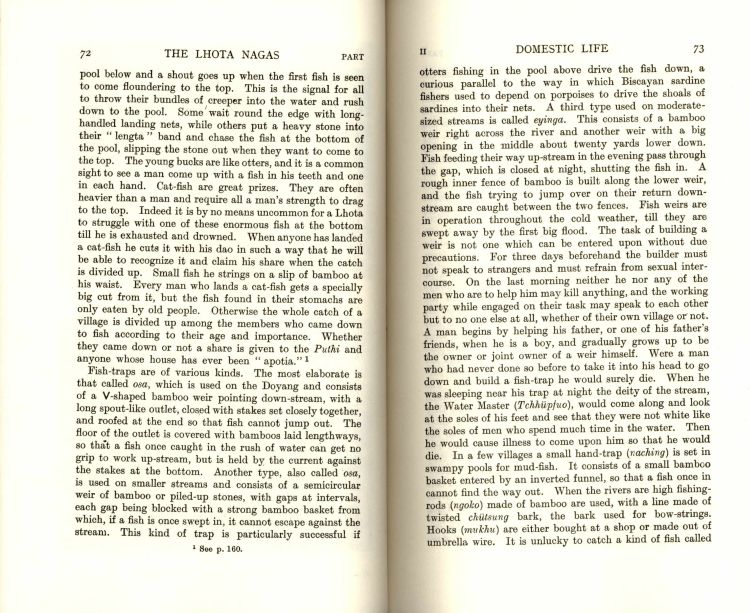 72 THE LHOTA NAGAS PART
pool below and a shout goes up when the first fish is seen
to come floundering to the top. This is the signal for all
to throw their bundles of creeper into the water and rush
down to the pool. Some wait round the edge with long-
handled landing nets, while others put a heavy stone into
their " lengta " band and chase the fish at the bottom of
the pool, slipping the stone out when they want to come to
the top. The young bucks are like otters, and it is a common
sight to see a man come up with a fish in his teeth and one
in each hand. Cat-fish are great prizes. They are often
heavier than a man and require all a man's strength to drag
to the top. Indeed it is by no means uncommon for a Lhota
to struggle with one of these enormous fish at the bottom
till he is exhausted and drowned. When anyone has landed
a cat-fish he cuts it with his dao in such a way that he will
be able to recognize it and claim his share when the catch
is divided up. Small fish he strings on a slip of bamboo at
his waist. Every man who lands a cat-fish gets a specially
big cut from it, but the fish found in their stomachs are
only eaten by old people. Otherwise the whole catch of a
village is divided up among the members who came down
to fish according to their age and importance. Whether
they came down or not a share is given to the Puthi and
anyone whose house has ever been " apotia." 1
Fish-traps are of various kinds. The most elaborate is
that called osa, which is used on the Doyang and consists
of a V-shaped bamboo weir pointing down-stream, with a
long spout-like outlet, closed with stakes set closely together,
and roofed at the end so that fish cannot jump out. The
floor of the outlet is covered with bamboos laid lengthways,
so that a fish once caught in the rush of water can get no
grip to work up-stream, but is held by the current against
the stakes at the bottom. Another type, also called osa,
is used on smaller streams and consists of a semicircular
weir of bamboo or piled-up stones, with gaps at intervals,
each gap being blocked with a strong bamboo basket from
which, if a fish is once swept in, it cannot escape against the
stream. This kind of trap is particularly successful if
1 See p. 160.
II DOMESTIC LIFE 73
otters fishing in the pool above drive the fish down, a
curious parallel to the way in which Biscayan sardine
fishers used to depend on porpoises to drive the shoals of
sardines into their nets. A third type used on moderate-
sized streams is called eyinga. This consists of a bamboo
weir right across the river and another weir with a big
opening in the middle about twenty yards lower down.
Fish feeding their way up-stream in the evening pass through
the gap, which is closed at night, shutting the fish in. A
rough inner fence of bamboo is built along the lower weir,
and the fish trying to jump over on their return down-
stream are caught between the two fences. Fish weirs are
in operation throughout the cold weather, till they are
swept away by the first big flood. The task of building a
weir is not one which can be entered upon without due
precautions. For three days beforehand the builder must
not speak to strangers and must refrain from sexual inter-
course. On the last morning neither he nor any of the
men who are to help him may kill anything, and the working
party while engaged on their task may speak to each other
but to no one else at all, whether of their own village or not.
A man begins by helping his father, or one of his father's
friends, when he is a boy, and gradually grows up to be
the owner or joint owner of a weir himself. Were a man
who had never done so before to take it into his head to go
down and build a fish-trap he would surely die. When he
was sleeping near his trap at night the deity of the stream,
the Water Master (Tchhüpfuo), would come along and look
at the soles of his feet and see that they were not white like
the soles of men who spend much time in the water. Then
he would cause illness to come upon him so that he would
die. In a few villages a small hand-trap (naching) is set in
swampy pools for mud-fish. It consists of a small bamboo
basket entered by an inverted funnel, so that a fish once in
cannot find the way out. When the rivers are high fishing-
rods (ngoko) made of bamboo are used, with a line made of
twisted chütsung bark, the bark used for bow-strings.
Hooks (mukhu) are either bought at a shop or made out of
umbrella wire. It is unlucky to catch a kind of fish called